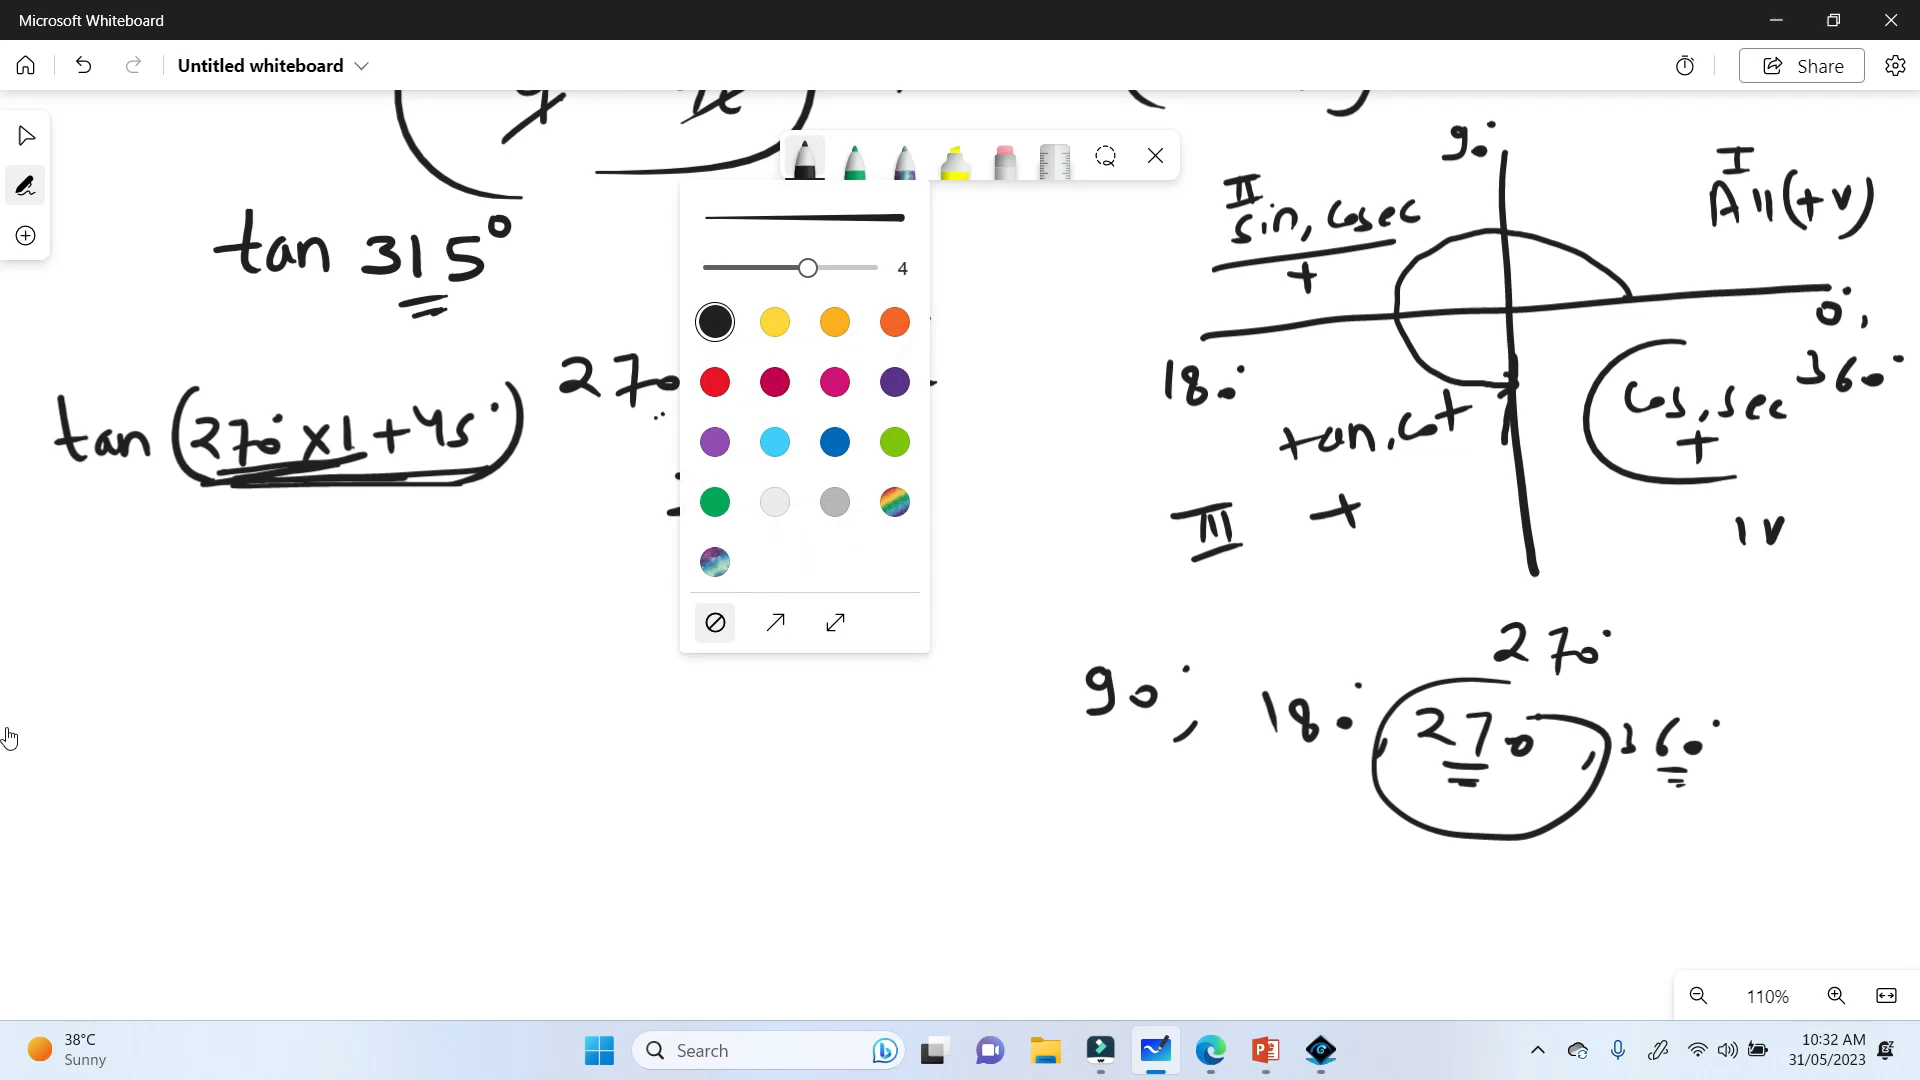 Microsoft Whiteboard
Untitled whiteboard
Share
90°
I
All (+v)
II
sin, cosec
+
tan 315°
4
0°,
360°
180°
cos, sec
+
270
tan (270° x1 + 45°)
tan, cot +
III +
IV
270°
90°, 180°, 270, 360°
110%
38°C
Sunny
Search
10:32 AM
31/05/2023